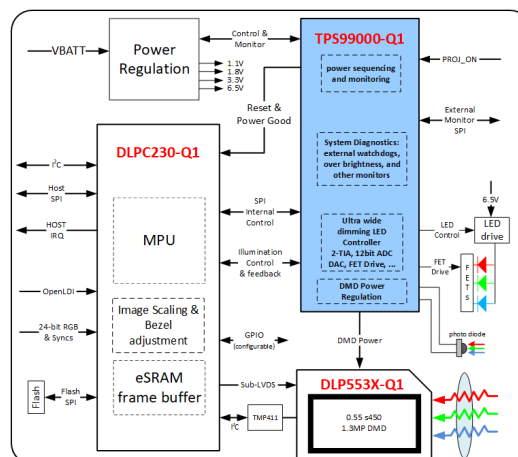 VBATT
Power
Regulation
Control &
Monitor
1.1V
1.8V
3.3V
6.5V
Reset &
Power Good
TPS99000-Q1
power sequencing
and monitoring
System Diagnostics:
external watchdogs,
over brightness, and
other monitors
Ultra wide
dimming LED
Controller
2-TIA, 12bit ADC
DAC, FET Drive, ...
DMD Power
Regulation
PROJ_ON
External
Monitor
SPI
6.5V
LED
Control
LED
drive
FET
Drive
FETs
photo diode
DLPC230-Q1
MPU
Image Scaling &
Bezel
adjustment
eSRAM
frame buffer
I²C
Host
SPI
HOST
IRQ
OpenLDI
24-bit RGB
& Syncs
Flash
Flash
SPI
SPI
Internal
Control
Illumination
Control
& feedback
GPIO
(configurable)
Sub-LVDS
I²C
TMP411
DMD Power
DLP553X-Q1
0.55 s450
1.3MP DMD